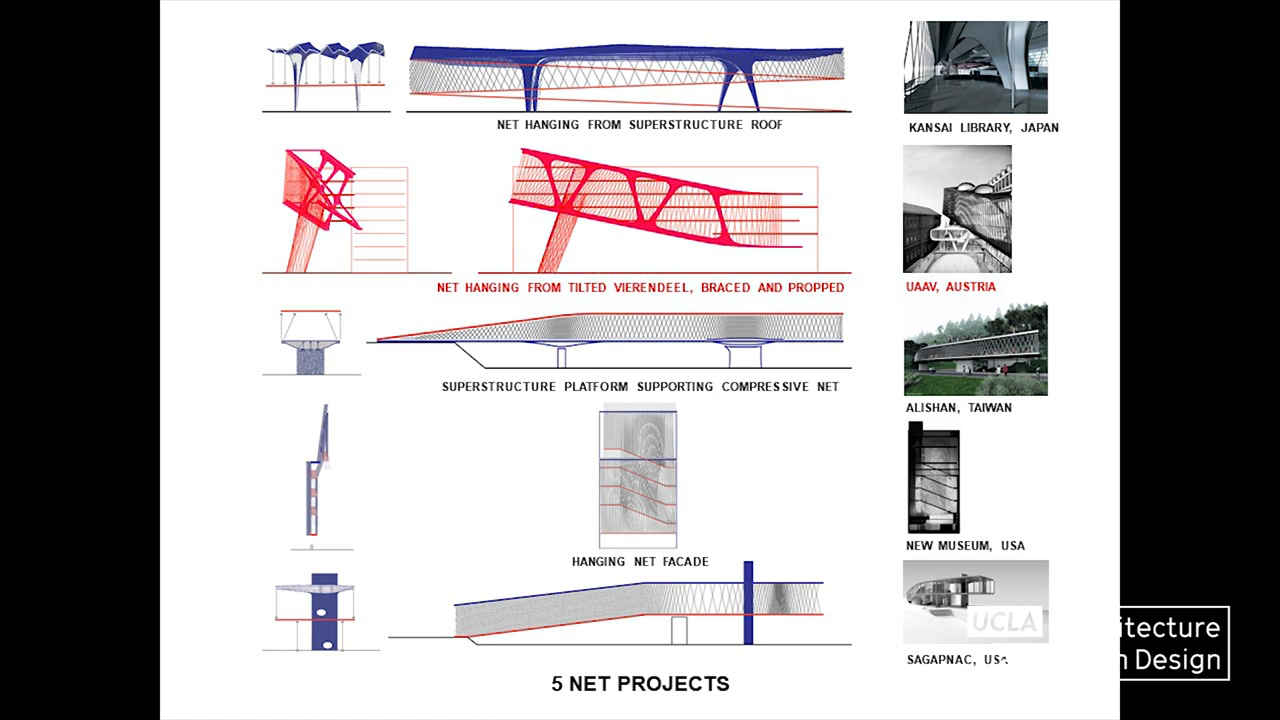 NET HANGING FROM SUPERSTRUCTURE ROOF
KANSAI LIBRARY, JAPAN
NET HANGING FROM TILTED VIERENDEEL, BRACED AND PROPPED
UAAV, AUSTRIA
SUPERSTRUCTURE PLATFORM SUPPORTING COMPRESSIVE NET
ALISHAN, TAIWAN
NEW MUSEUM, USA
HANGING NET FACADE
UCLA
itecture
Design
SAGAPNAC,
5 NET PROJECTS